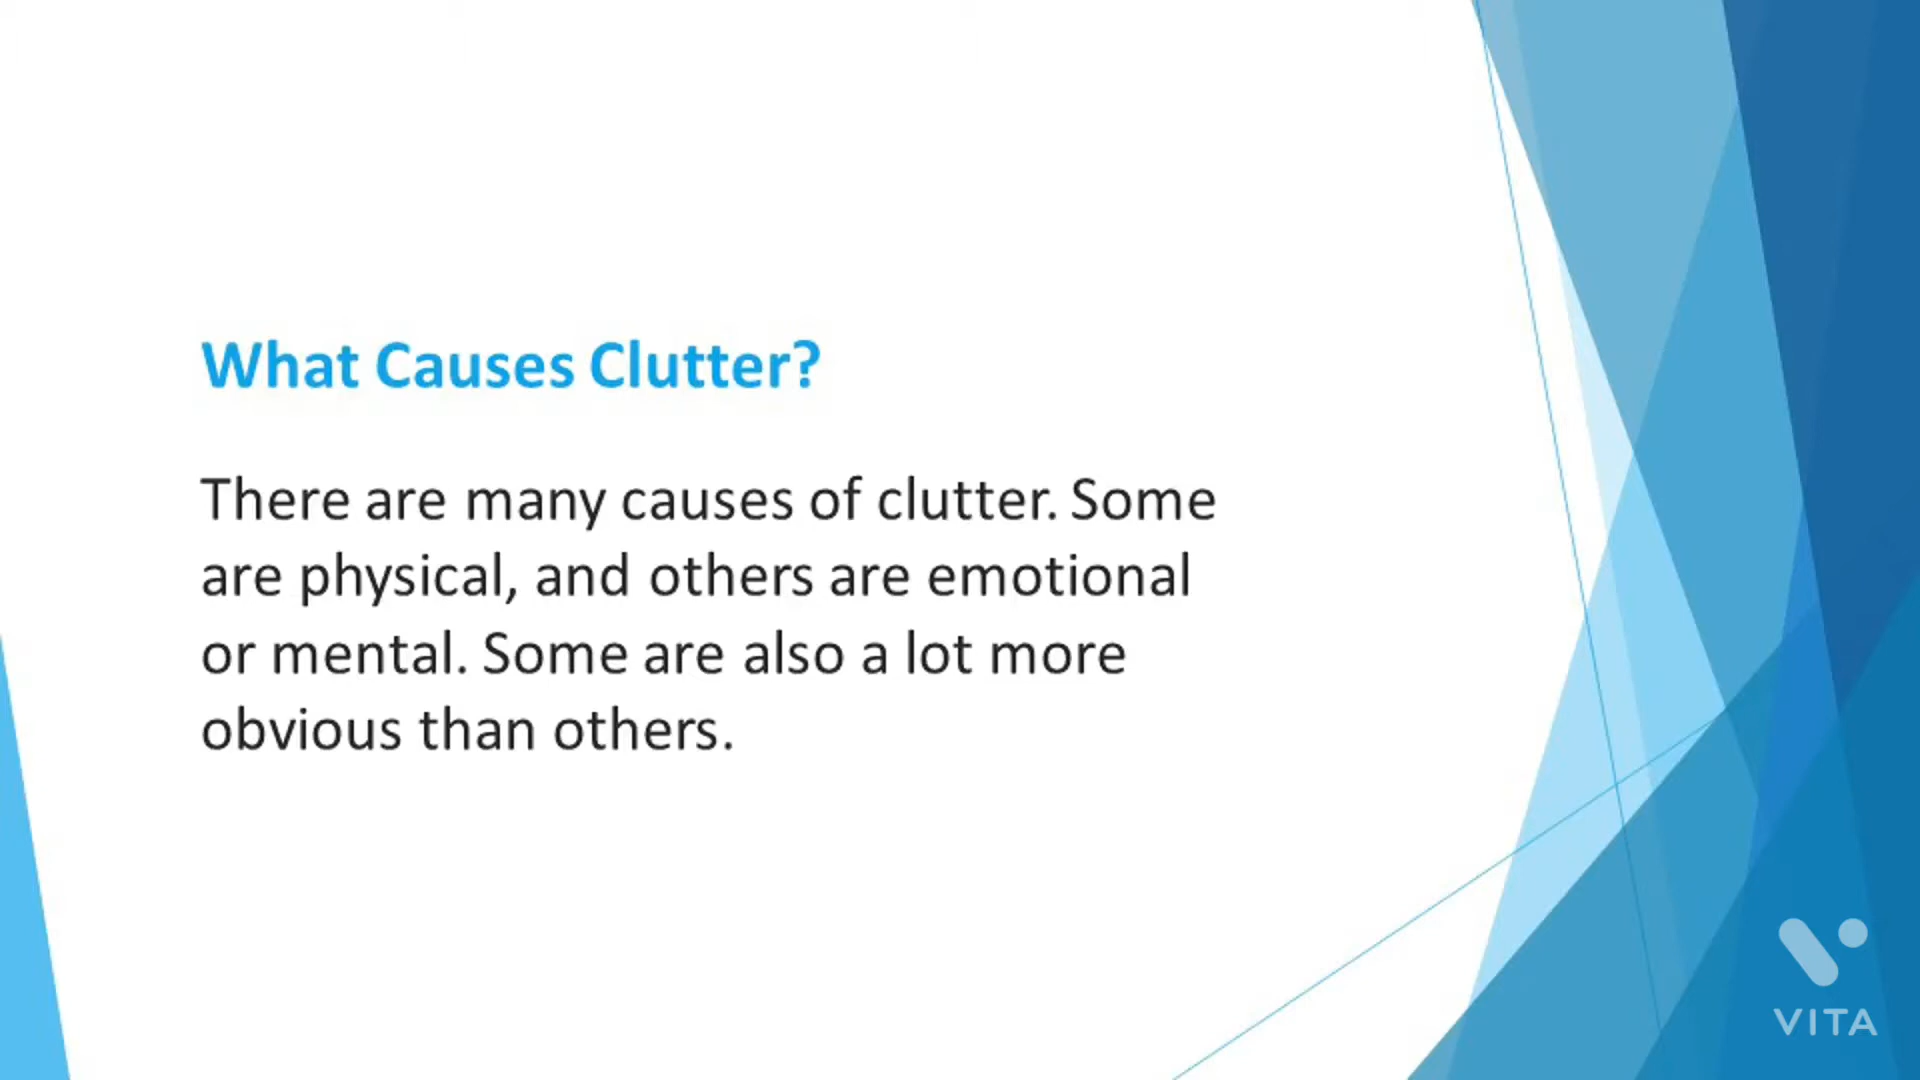 What Causes Clutter?
There are many causes of clutter. Some
are physical, and others are emotional
or mental. Some are also a lot more
obvious than others.
VITA